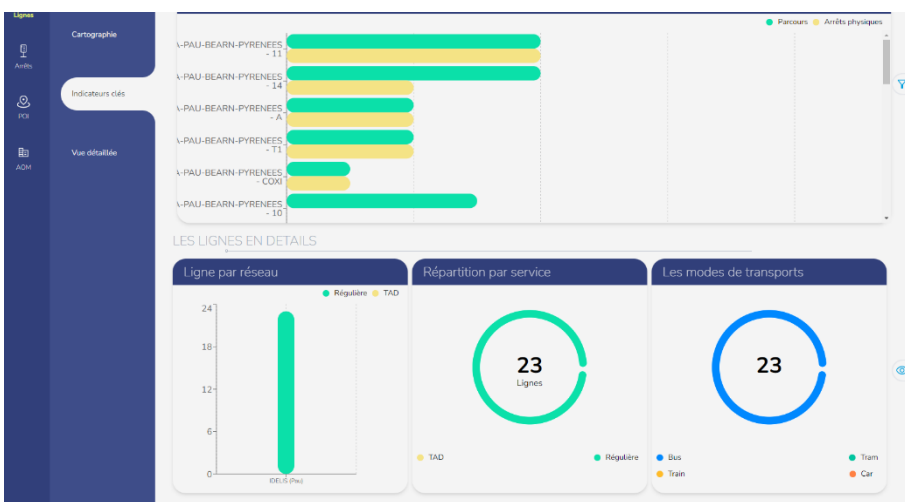 Lignes
Arrêts
POI
AOM
Cartographie
Indicateurs clés
Vue détaillée
Parcours
Arrêts physiques
-PAU-BEARN-PYRENEES
- 11
-PAU-BEARN-PYRENEES
- 14
-PAU-BEARN-PYRENEES
- A
-PAU-BEARN-PYRENEES
- T1
-PAU-BEARN-PYRENEES
- COXI
-PAU-BEARN-PYRENEES
- 10
LES LIGNES EN DETAILS
Ligne par réseau
Régulière
TAD
24
18
12
6
0
IDELIS (Pau)
Répartition par service
23
Lignes
TAD
Régulière
Les modes de transports
23
Bus
Tram
Train
Car